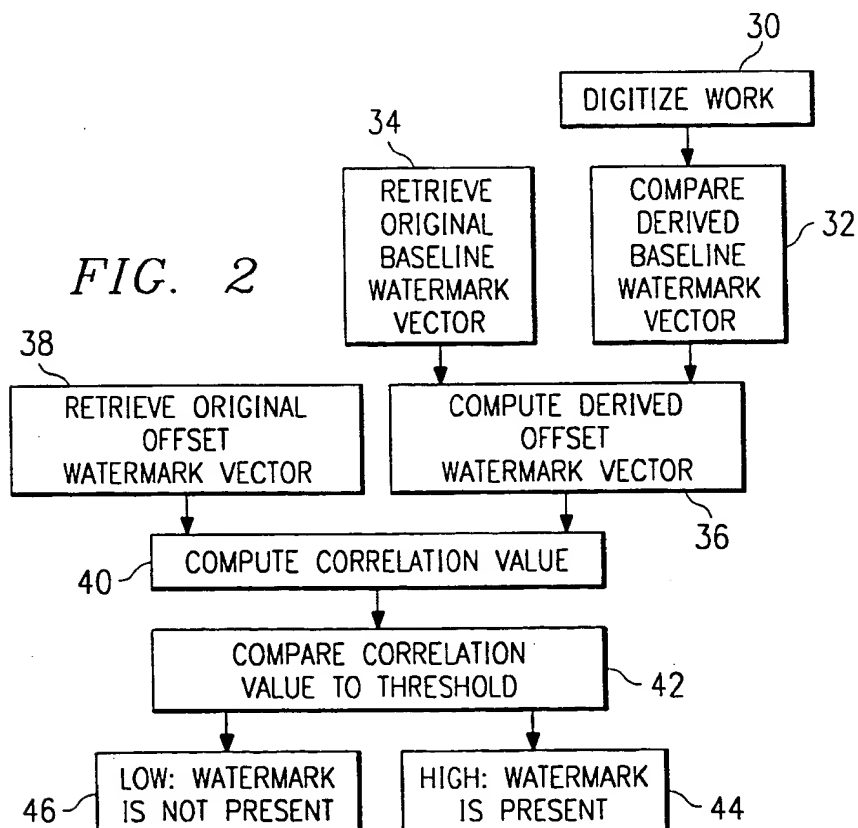 30
DIGITIZE WORK
34
RETRIEVE
ORIGINAL
BASELINE
WATERMARK
VECTOR
COMPARE
DERIVED
BASELINE
WATERMARK
VECTOR
32
FIG. 2
38
RETRIEVE ORIGINAL
OFFSET
WATERMARK VECTOR
COMPUTE DERIVED
OFFSET
WATERMARK VECTOR
36
40
COMPUTE CORRELATION VALUE
COMPARE CORRELATION
VALUE TO THRESHOLD
42
46
LOW: WATERMARK
IS NOT PRESENT
HIGH: WATERMARK
IS PRESENT
44